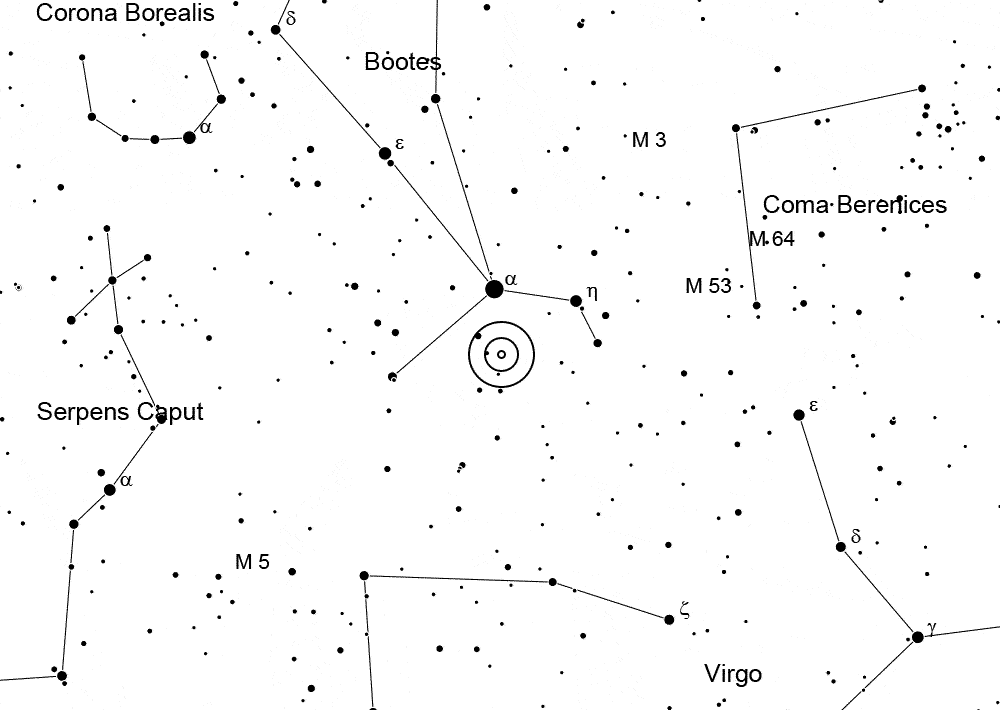 Corona Borealis
δ
Bootes
α
ε
M 3
Coma Berenices
M 64
α
η
M 53
Serpens Caput
ε
α
δ
M 5
ζ
γ
Virgo